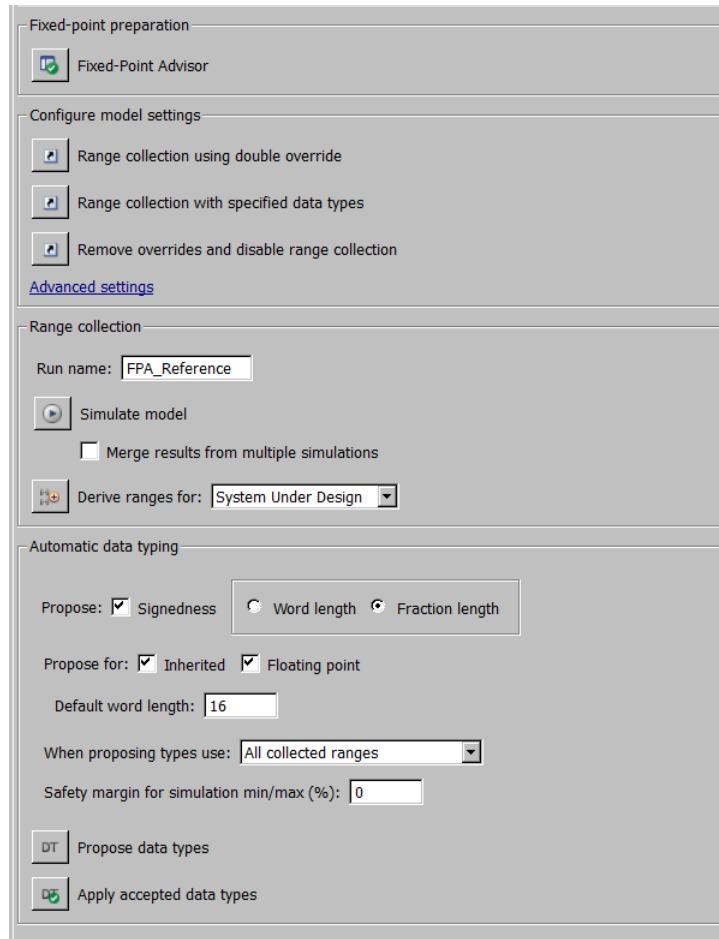 Fixed-point preparation
Fixed-Point Advisor
Configure model settings
Range collection using double override
Range collection with specified data types
Remove overrides and disable range collection
Advanced settings
Range collection
Run name: FPA_Reference
Simulate model
Merge results from multiple simulations
Derive ranges for: System Under Design
Automatic data typing
Propose: Signedness Word length Fraction length
Propose for: Inherited Floating point
Default word length: 16
When proposing types use: All collected ranges
Safety margin for simulation min/max (%): 0
DT Propose data types
DT Apply accepted data types